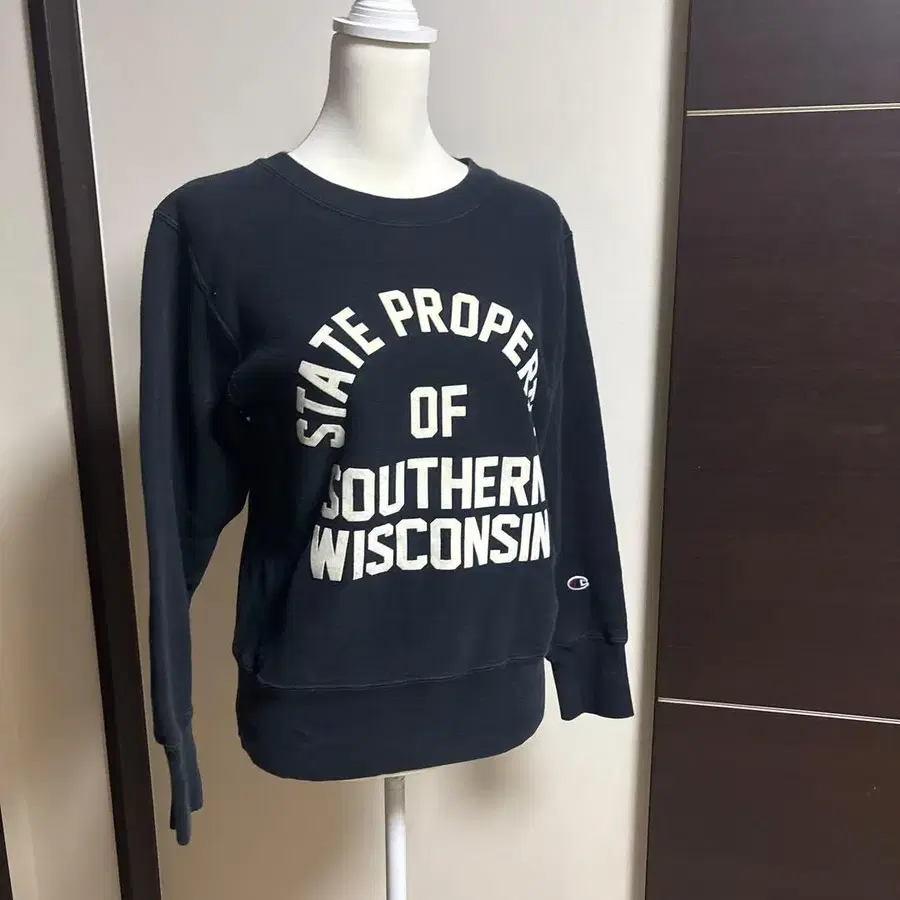 STATE PROPER
OF
SOUTHERN
WISCONSIN